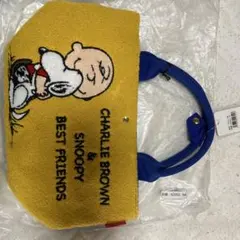 CHARLIE BROWN
&
SNOOPY
BEST FRIENDS